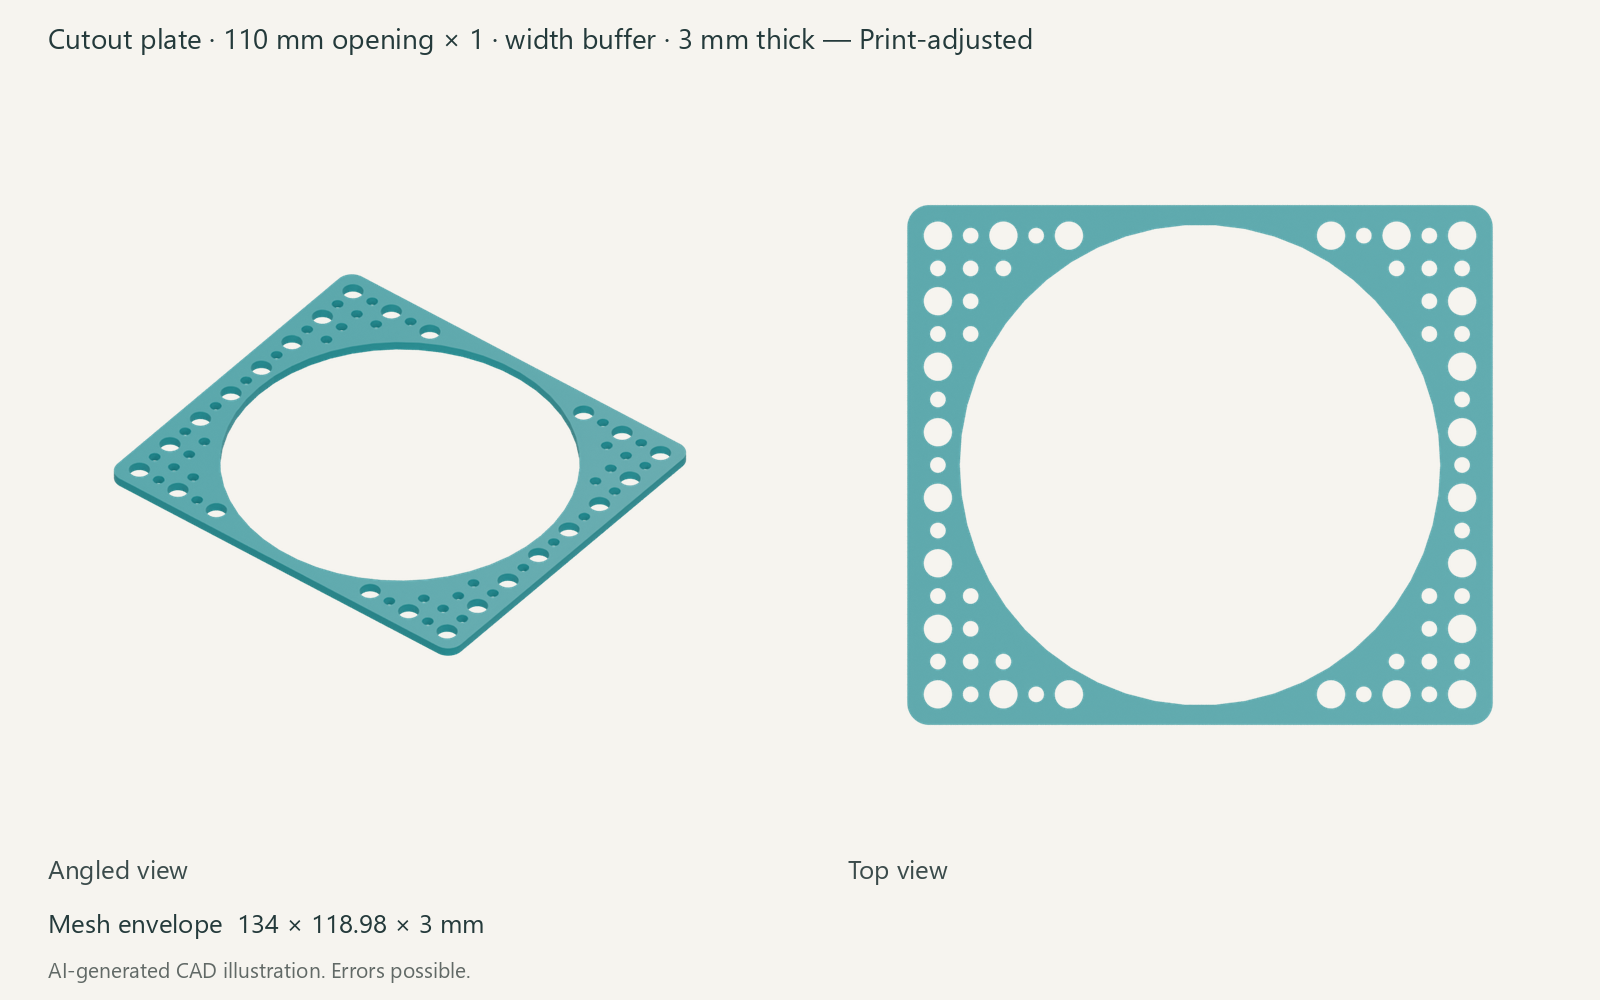 Cutout plate · 110 mm opening × 1 · width buffer · 3 mm thick — Print-adjusted
Angled view
Top view
Mesh envelope  134 × 118.98 × 3 mm
AI-generated CAD illustration. Errors possible.